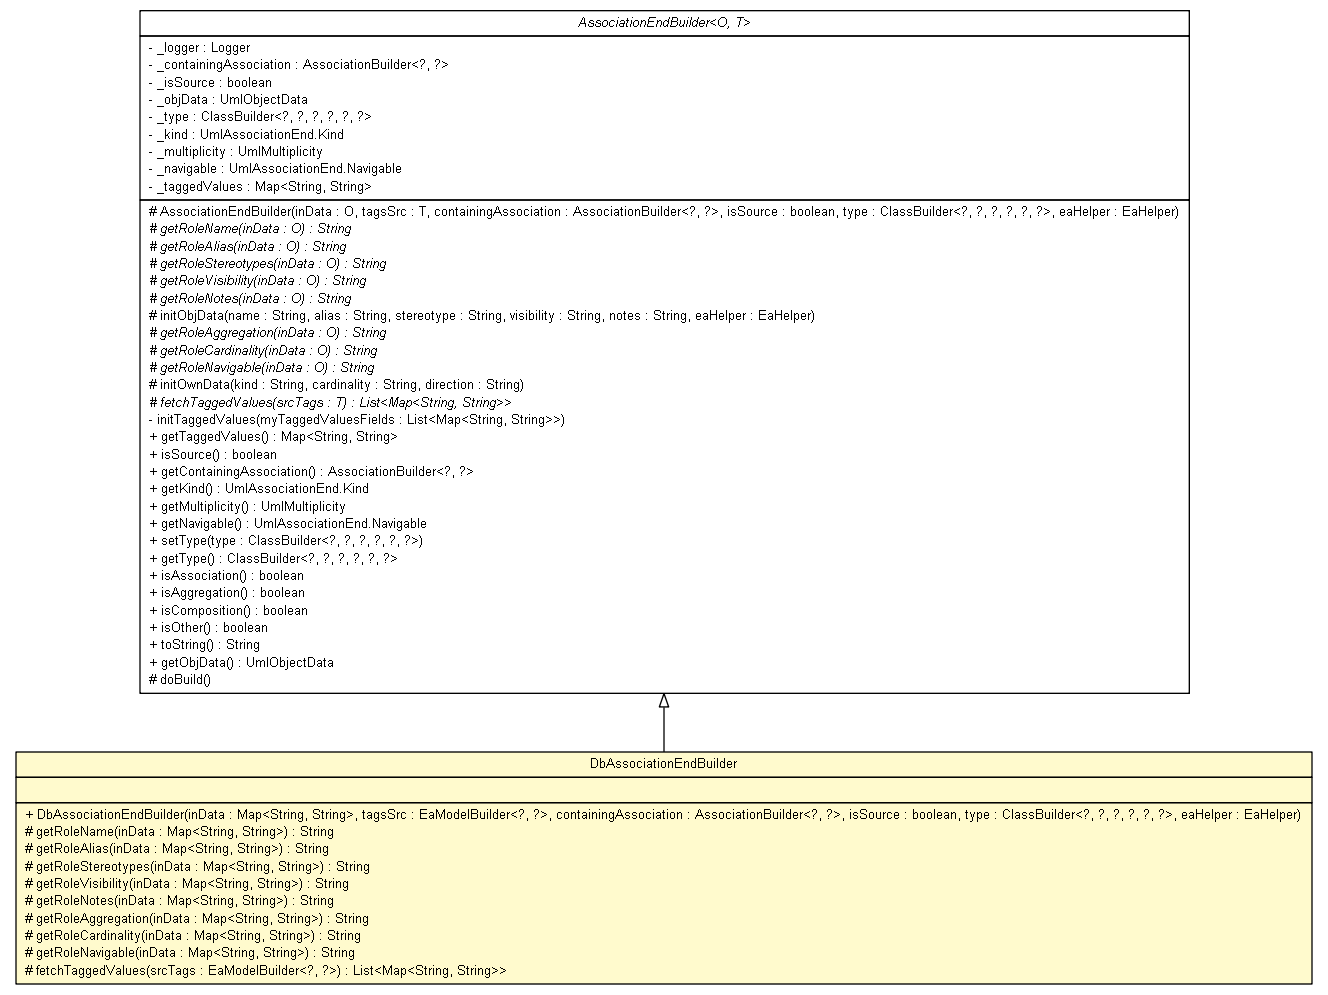 AssociationEndBuilder<O, T>
- _logger : Logger
- _containingAssociation : AssociationBuilder<?, ?>
- _isSource : boolean
- _objData : UmlObjectData
- _type : ClassBuilder<?, ?, ?, ?, ?, ?>
- _kind : UmlAssociationEnd.Kind
- _multiplicity : UmlMultiplicity
- _navigable : UmlAssociationEnd.Navigable
- _taggedValues : Map<String, String>
# AssociationEndBuilder(inData : O, tagsSrc : T, containingAssociation : AssociationBuilder<?, ?>, isSource : boolean, type : ClassBuilder<?, ?, ?, ?, ?, ?>, eaHelper : EaHelper)
# getRoleName(inData : O) : String
# getRoleAlias(inData : O) : String
# getRoleStereotypes(inData : O) : String
# getRoleVisibility(inData : O) : String
# getRoleNotes(inData : O) : String
# initObjData(name : String, alias : String, stereotype : String, visibility : String, notes : String, eaHelper : EaHelper)
# getRoleAggregation(inData : O) : String
# getRoleCardinality(inData : O) : String
# getRoleNavigable(inData : O) : String
# initOwnData(kind : String, cardinality : String, direction : String)
# fetchTaggedValues(srcTags : T) : List<Map<String, String>>
- initTaggedValues(myTaggedValuesFields : List<Map<String, String>>)
+ getTaggedValues() : Map<String, String>
+ isSource() : boolean
+ getContainingAssociation() : AssociationBuilder<?, ?>
+ getKind() : UmlAssociationEnd.Kind
+ getMultiplicity() : UmlMultiplicity
+ getNavigable() : UmlAssociationEnd.Navigable
+ setType(type : ClassBuilder<?, ?, ?, ?, ?, ?>)
+ getType() : ClassBuilder<?, ?, ?, ?, ?, ?>
+ isAssociation() : boolean
+ isAggregation() : boolean
+ isComposition() : boolean
+ isOther() : boolean
+ toString() : String
+ getObjData() : UmlObjectData
# doBuild()
DbAssociationEndBuilder
+ DbAssociationEndBuilder(inData : Map<String, String>, tagsSrc : EaModelBuilder<?, ?>, containingAssociation : AssociationBuilder<?, ?>, isSource : boolean, type : ClassBuilder<?, ?, ?, ?, ?, ?>, eaHelper : EaHelper)
# getRoleName(inData : Map<String, String>) : String
# getRoleAlias(inData : Map<String, String>) : String
# getRoleStereotypes(inData : Map<String, String>) : String
# getRoleVisibility(inData : Map<String, String>) : String
# getRoleNotes(inData : Map<String, String>) : String
# getRoleAggregation(inData : Map<String, String>) : String
# getRoleCardinality(inData : Map<String, String>) : String
# getRoleNavigable(inData : Map<String, String>) : String
# fetchTaggedValues(srcTags : EaModelBuilder<?, ?>) : List<Map<String, String>>